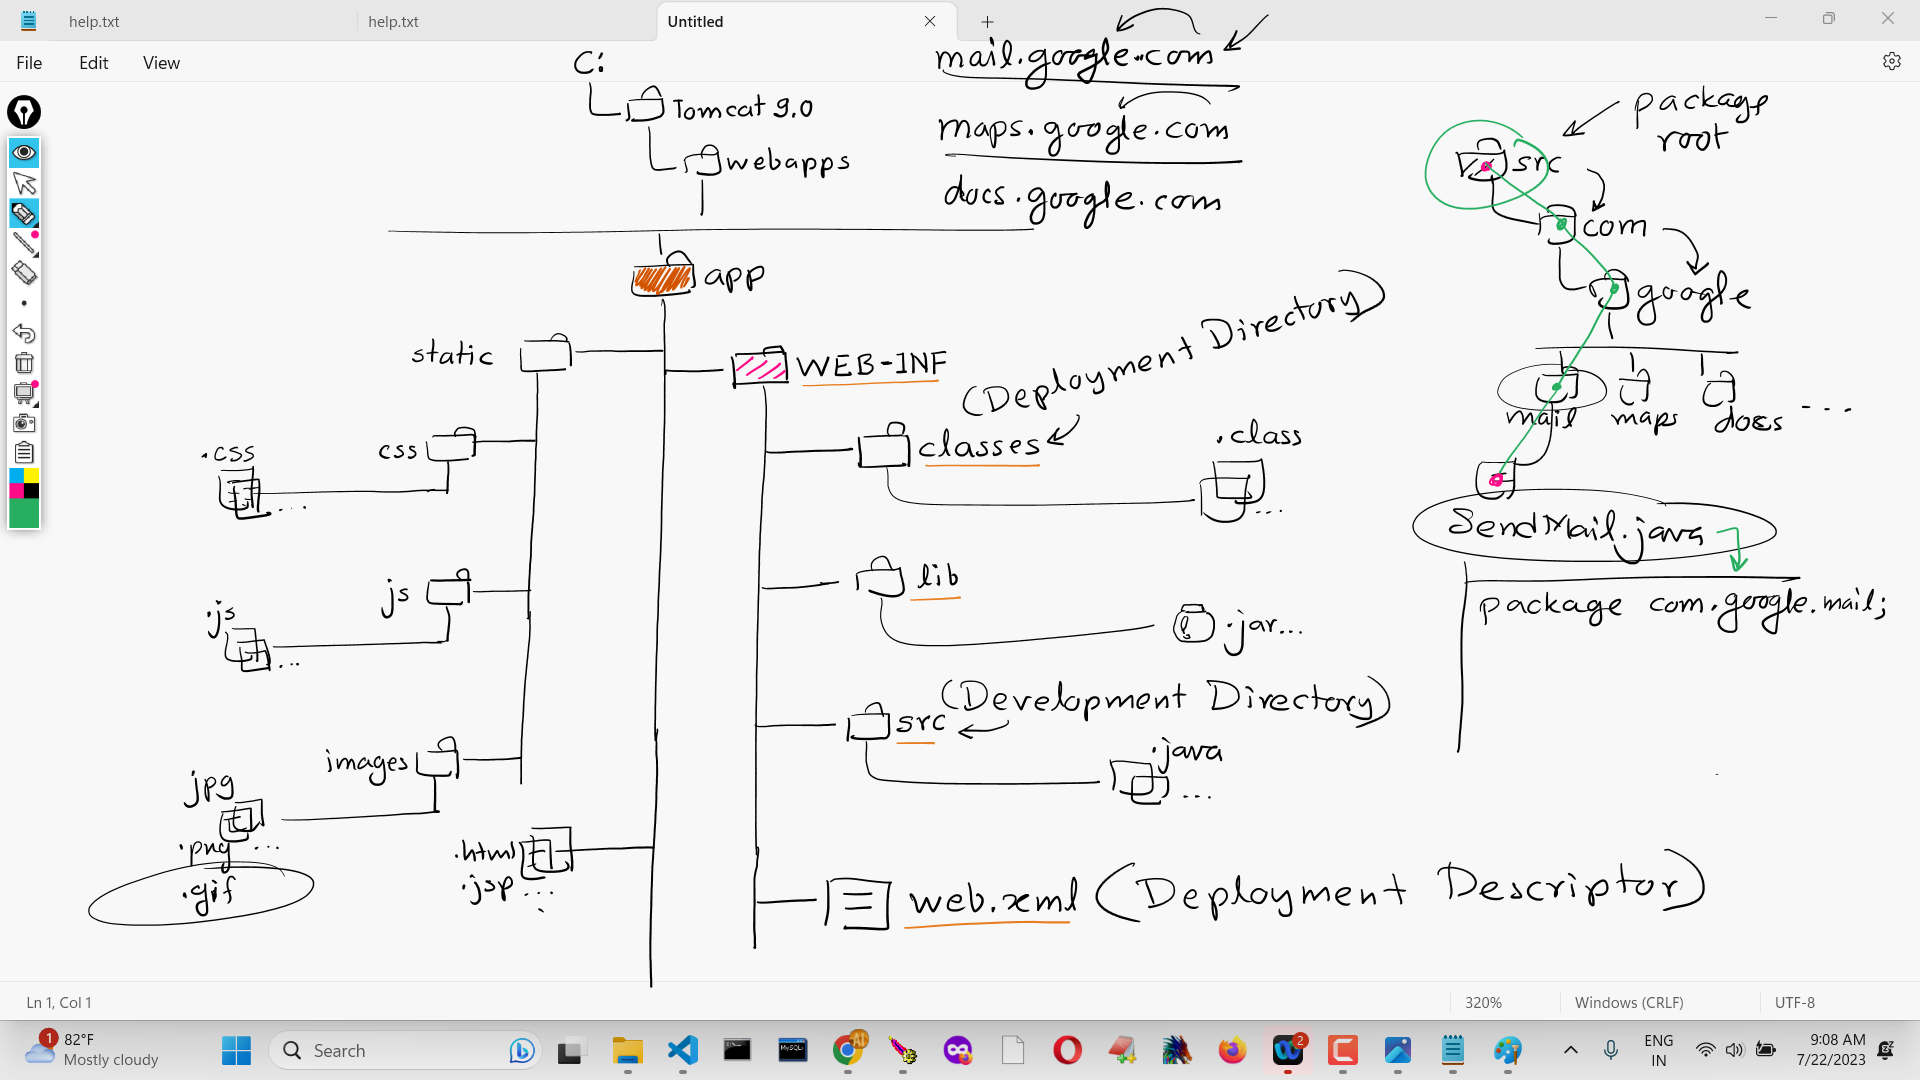 help.txt
help.txt
Untitled
File
Edit
View
C:
Tomcat 9.0
webapps
mail.google.com
maps.google.com
docs.google.com
package
root
src
com
google
mail
maps
docs ...
SendMail.java
package com.google.mail;
app
static
WEB-INF
(Deployment Directory)
css
.css
...
classes
.class
...
js
.js
...
lib
.jar...
(Development Directory)
src
.java
...
images
jpg
.png ...
.gif
.html
.jsp ...
web.xml (Deployment Descriptor)
Ln 1, Col 1
320%
Windows (CRLF)
UTF-8
1
82°F
Mostly cloudy
Search
MySQL
AI
2
ENG
IN
9:08 AM
7/22/2023